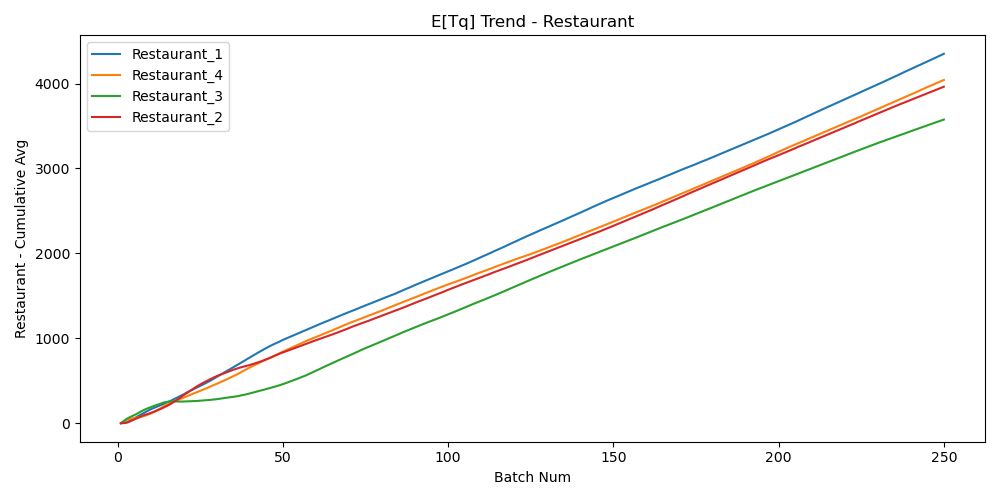 E[Tq] Trend - Restaurant
Restaurant_1
Restaurant_4
Restaurant_3
Restaurant_2
Restaurant - Cumulative Avg
4000
3000
2000
1000
0
0 50 100 150 200 250
Batch Num